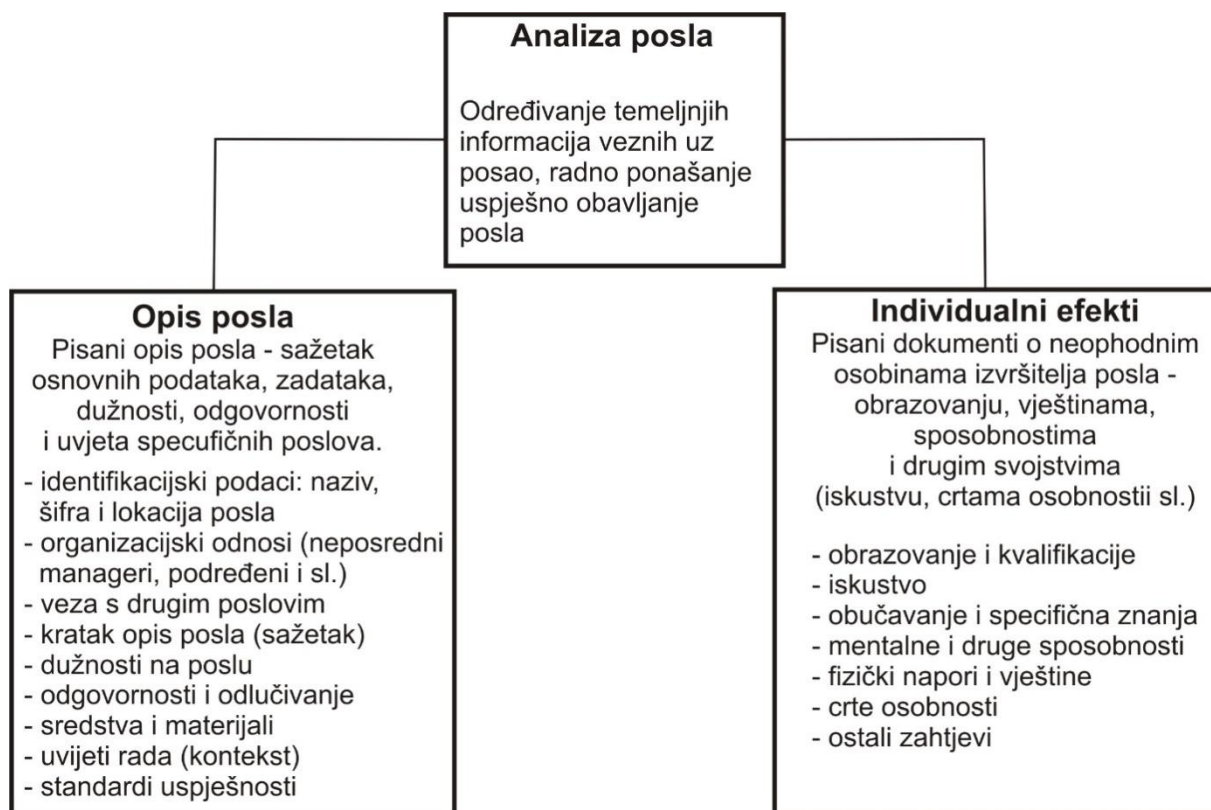 Analiza posla
Određivanje temeljnjih
informacija veznih uz
posao, radno ponašanje
uspješno obavljanje
posla
Opis posla
Pisani opis posla - sažetak
osnovnih podataka, zadataka,
dužnosti, odgovornosti
i uvjeta specufičnih poslova.
- identifikacijski podaci: naziv,
šifra i lokacija posla
- organizacijski odnosi (neposredni
manageri, podređeni i sl.)
- veza s drugim poslovim
- kratak opis posla (sažetak)
- dužnosti na poslu
- odgovornosti i odlučivanje
- sredstva i materijali
- uvijeti rada (kontekst)
- standardi uspješnosti
Individualni efekti
Pisani dokumenti o neophodnim
osobinama izvršitelja posla -
obrazovanju, vještinama,
sposobnostima
i drugim svojstvima
(iskustvu, crtama osobnostii sl.)
- obrazovanje i kvalifikacije
- iskustvo
- obučavanje i specifična znanja
- mentalne i druge sposobnosti
- fizički napori i vještine
- crte osobnosti
- ostali zahtjevi